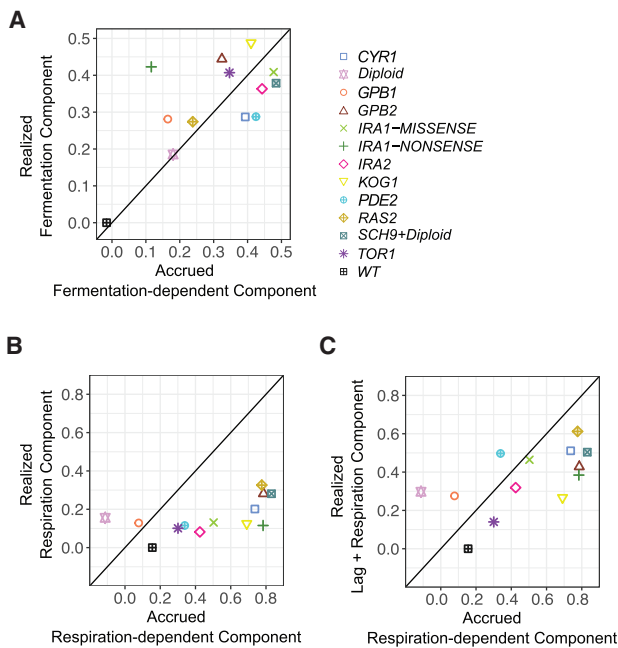 A
Realized
Fermentation Component
0.5
0.4
0.3
0.2
0.1
0.0
0.0 0.1 0.2 0.3 0.4 0.5
Accrued
Fermentation-dependent Component
CYR1
Diploid
GPB1
GPB2
IRA1−MISSENSE
IRA1−NONSENSE
IRA2
KOG1
PDE2
RAS2
SCH9+Diploid
TOR1
WT
B
Realized
Respiration Component
0.8
0.6
0.4
0.2
0.0
0.0 0.2 0.4 0.6 0.8
Accrued
Respiration-dependent Component
C
Realized
Lag + Respiration Component
0.8
0.6
0.4
0.2
0.0
0.0 0.2 0.4 0.6 0.8
Accrued
Respiration-dependent Component